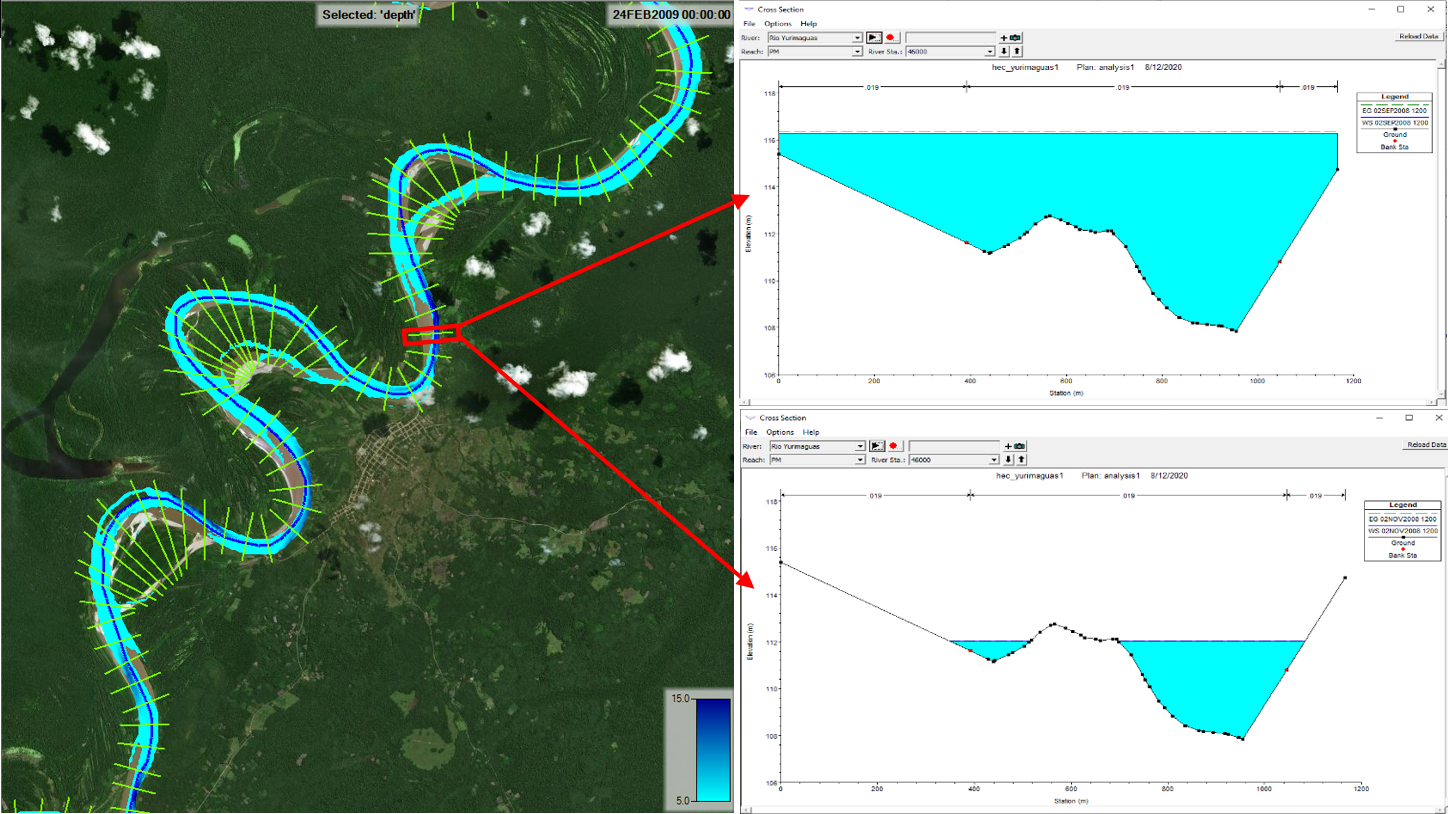 Selected: 'depth'
24FEB2009 00:00:00
15.0
5.0
Cross Section
File Options Help
River: Rio Yurimaguas
Reload Data
Reach: PM River Sta.: 46000
hec_yurimaguas1 Plan: analysis1 8/12/2020
.019 .019 .019
Legend
EG 02SEP2008 1200
WS 02SEP2008 1200
Ground
Bank Sta
118
116
114
112
110
108
106
Elevation (m)
0 200 400 600 800 1000 1200
Station (m)
Cross Section
File Options Help
River: Rio Yurimaguas
Reload Data
Reach: PM River Sta.: 46000
hec_yurimaguas1 Plan: analysis1 8/12/2020
.019 .019 .019
Legend
EG 02NOV2008 1200
WS 02NOV2008 1200
Ground
Bank Sta
118
116
114
112
110
108
106
Elevation (m)
0 200 400 600 800 1000 1200
Station (m)